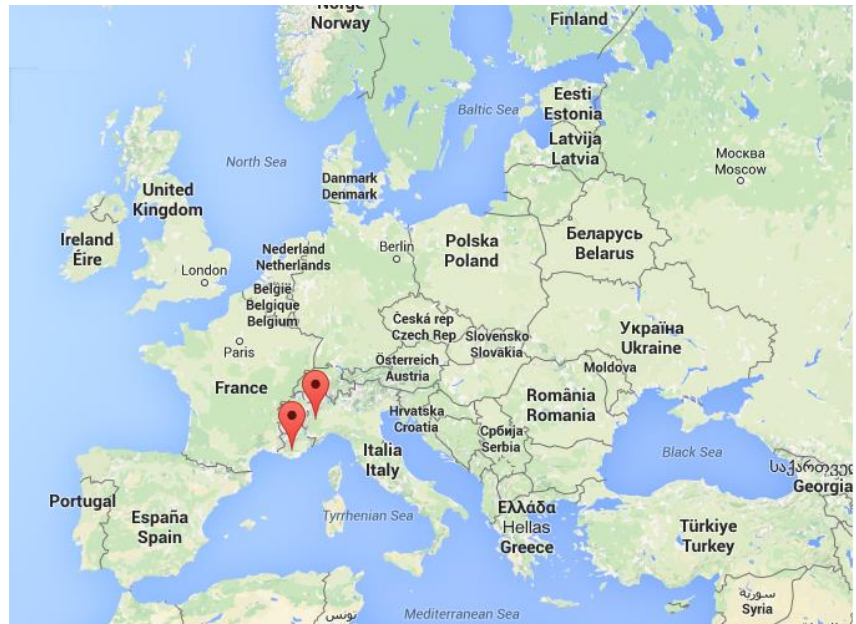 Norge
Norway
Finland
Baltic Sea
Eesti
Estonia
Latvija
Latvia
Москва
Moscow
North Sea
Danmark
Denmark
United
Kingdom
Ireland
Éire
London
Nederland
Netherlands
Berlin
Polska
Poland
Беларусь
Belarus
België
Belgique
Belgium
Paris
Česká rep
Czech Rep
Slovensko
Slovakia
Україна
Ukraine
Österreich
Austria
Moldova
France
România
Romania
Hrvatska
Croatia
Србија
Serbia
Italia
Italy
Black Sea
Georgia
Portugal
España
Spain
Tyrrhenian Sea
Ελλάδα
Hellas
Greece
Türkiye
Turkey
تونس
Mediterranean Sea
سورية
Syria